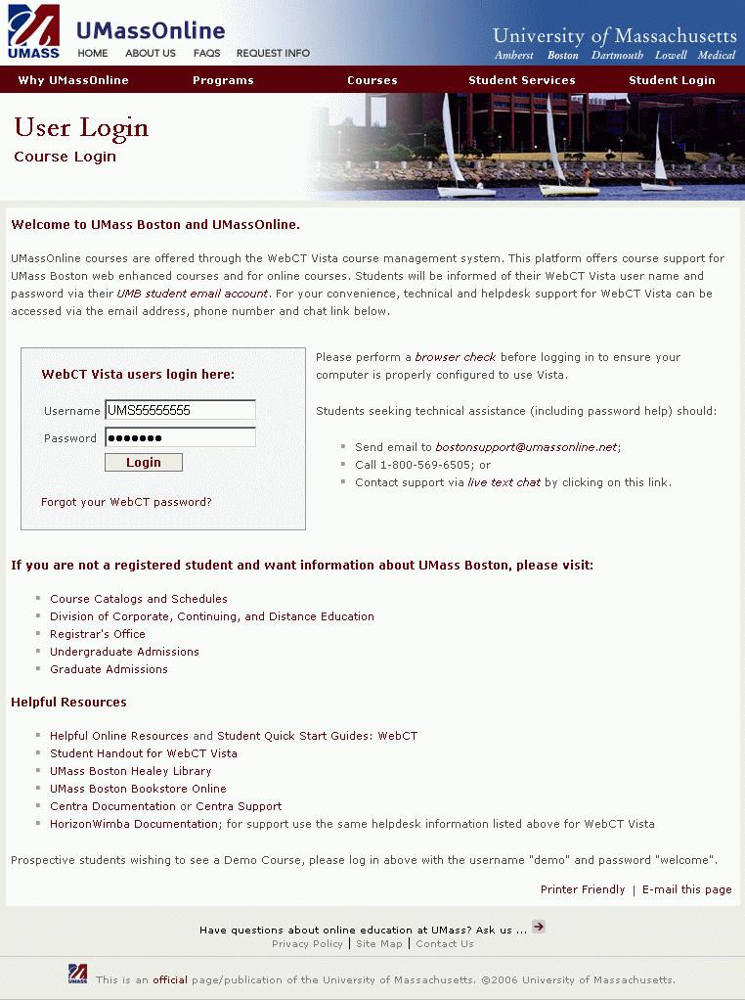 UMASS
UMassOnline
HOME ABOUT US FAQS REQUEST INFO
University of Massachusetts
Amherst Boston Dartmouth Lowell Medical
Why UMassOnline Programs Courses Student Services Student Login
User Login
Course Login
Welcome to UMass Boston and UMassOnline.
UMassOnline courses are offered through the WebCT Vista course management system. This platform offers course support for
UMass Boston web enhanced courses and for online courses. Students will be informed of their WebCT Vista user name and
password via their UMB student email account. For your convenience, technical and helpdesk support for WebCT Vista can be
accessed via the email address, phone number and chat link below.
WebCT Vista users login here:
Username UMS55555555
Password ●●●●●●●
Login
Forgot your WebCT password?
Please perform a browser check before logging in to ensure your
computer is properly configured to use Vista.
Students seeking technical assistance (including password help) should:
Send email to bostonsupport@umassonline.net;
Call 1-800-569-6505; or
Contact support via live text chat by clicking on this link.
If you are not a registered student and want information about UMass Boston, please visit:
Course Catalogs and Schedules
Division of Corporate, Continuing, and Distance Education
Registrar's Office
Undergraduate Admissions
Graduate Admissions
Helpful Resources
Helpful Online Resources and Student Quick Start Guides: WebCT
Student Handout for WebCT Vista
UMass Boston Healey Library
UMass Boston Bookstore Online
Centra Documentation or Centra Support
HorizonWimba Documentation; for support use the same helpdesk information listed above for WebCT Vista
Prospective students wishing to see a Demo Course, please log in above with the username "demo" and password "welcome".
Printer Friendly | E-mail this page
Have questions about online education at UMass? Ask us ...
Privacy Policy | Site Map | Contact Us
UMASS
This is an official page/publication of the University of Massachusetts. ©2006 University of Massachusetts.